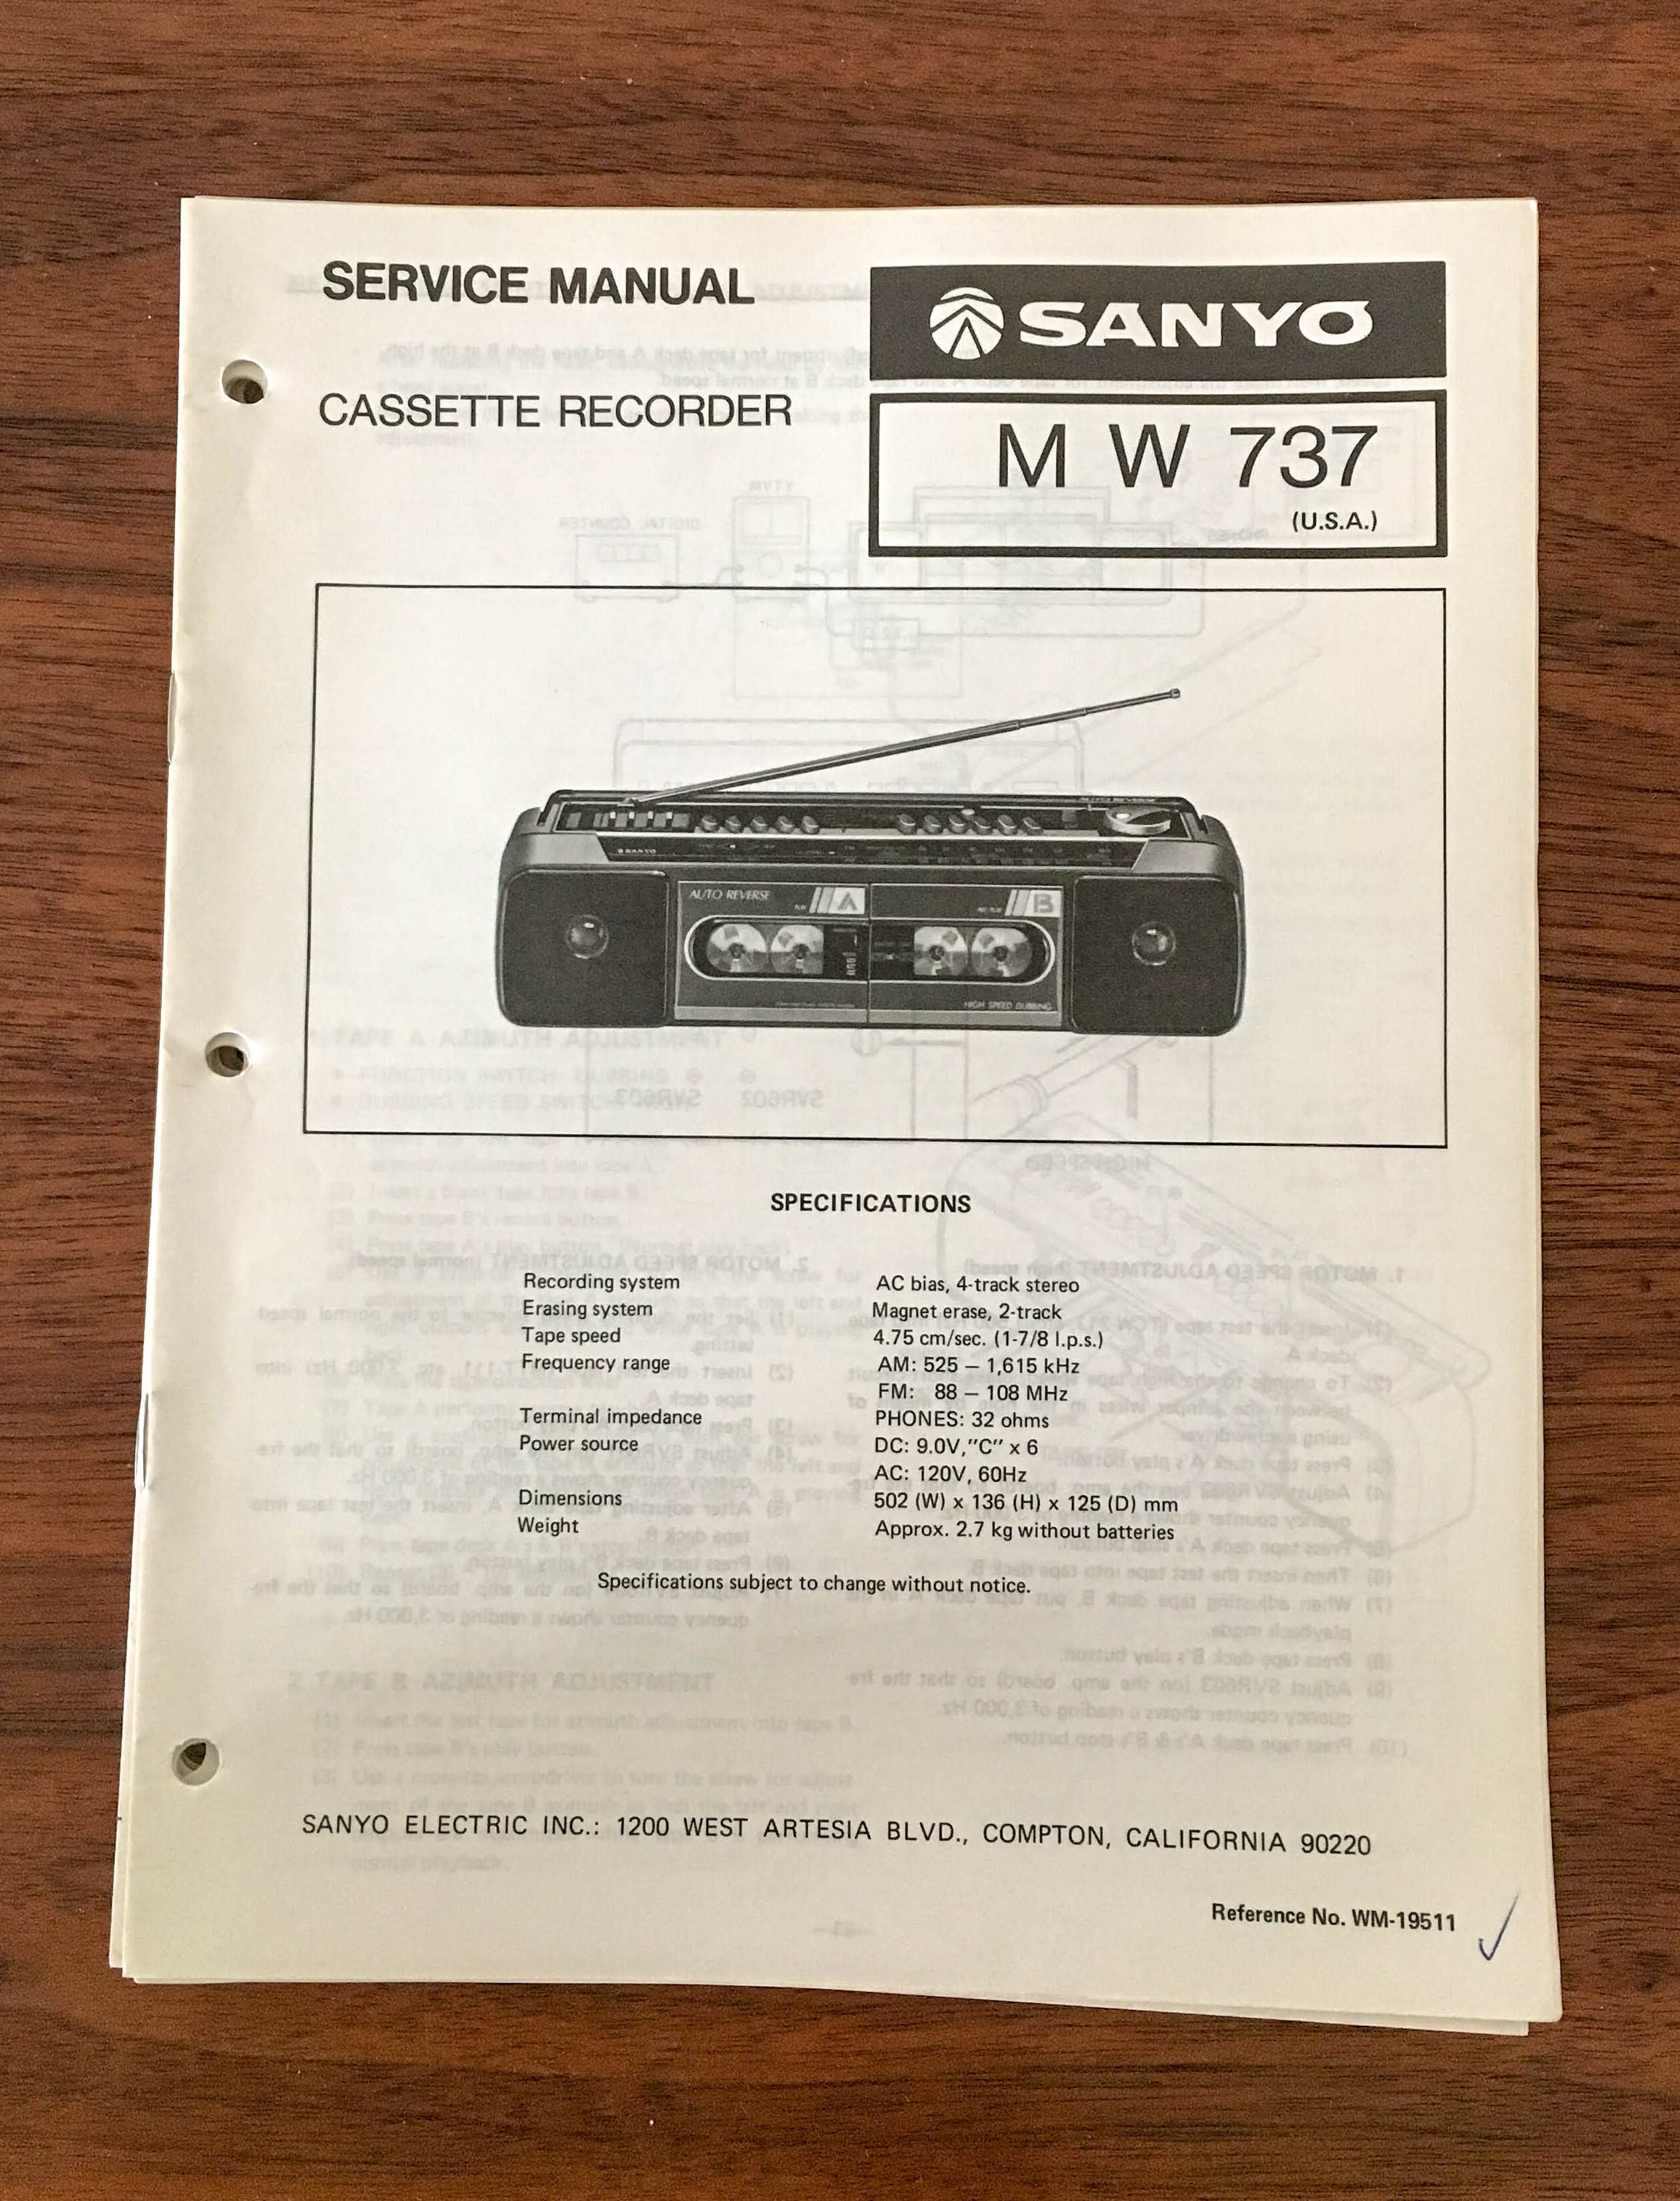 SERVICE MANUAL
SANYO
CASSETTE RECORDER
M W 737
(U.S.A.)
AUTO REVERSE
SANYO
AUTO REVERSE
A
B
HIGH SPEED DUBBING
SPECIFICATIONS
Recording system AC bias, 4-track stereo
Erasing system Magnet erase, 2-track
Tape speed 4.75 cm/sec. (1-7/8 I.p.s.)
Frequency range AM: 525 – 1,615 kHz
FM: 88 – 108 MHz
Terminal impedance PHONES: 32 ohms
Power source DC: 9.0V,"C" x 6
AC: 120V, 60Hz
Dimensions 502 (W) x 136 (H) x 125 (D) mm
Weight Approx. 2.7 kg without batteries
Specifications subject to change without notice.
SANYO ELECTRIC INC.: 1200 WEST ARTESIA BLVD., COMPTON, CALIFORNIA 90220
Reference No. WM-19511